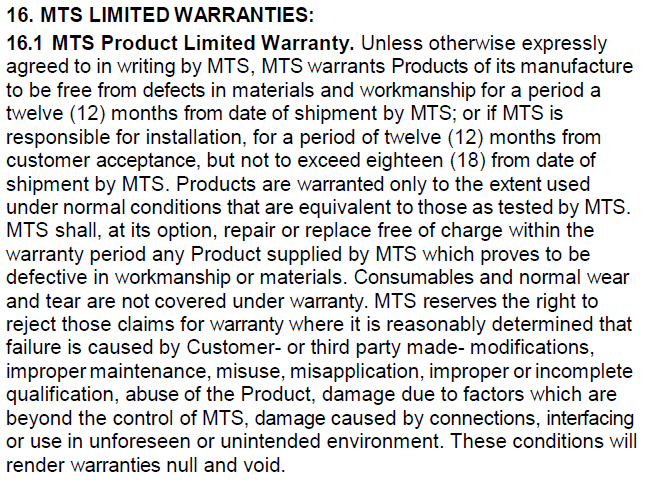 16. MTS LIMITED WARRANTIES:
16.1 MTS Product Limited Warranty. Unless otherwise expressly
agreed to in writing by MTS, MTS warrants Products of its manufacture
to be free from defects in materials and workmanship for a period a
twelve (12) months from date of shipment by MTS; or if MTS is
responsible for installation, for a period of twelve (12) months from
customer acceptance, but not to exceed eighteen (18) from date of
shipment by MTS. Products are warranted only to the extent used
under normal conditions that are equivalent to those as tested by MTS.
MTS shall, at its option, repair or replace free of charge within the
warranty period any Product supplied by MTS which proves to be
defective in workmanship or materials. Consumables and normal wear
and tear are not covered under warranty. MTS reserves the right to
reject those claims for warranty where it is reasonably determined that
failure is caused by Customer- or third party made- modifications,
improper maintenance, misuse, misapplication, improper or incomplete
qualification, abuse of the Product, damage due to factors which are
beyond the control of MTS, damage caused by connections, interfacing
or use in unforeseen or unintended environment. These conditions will
render warranties null and void.